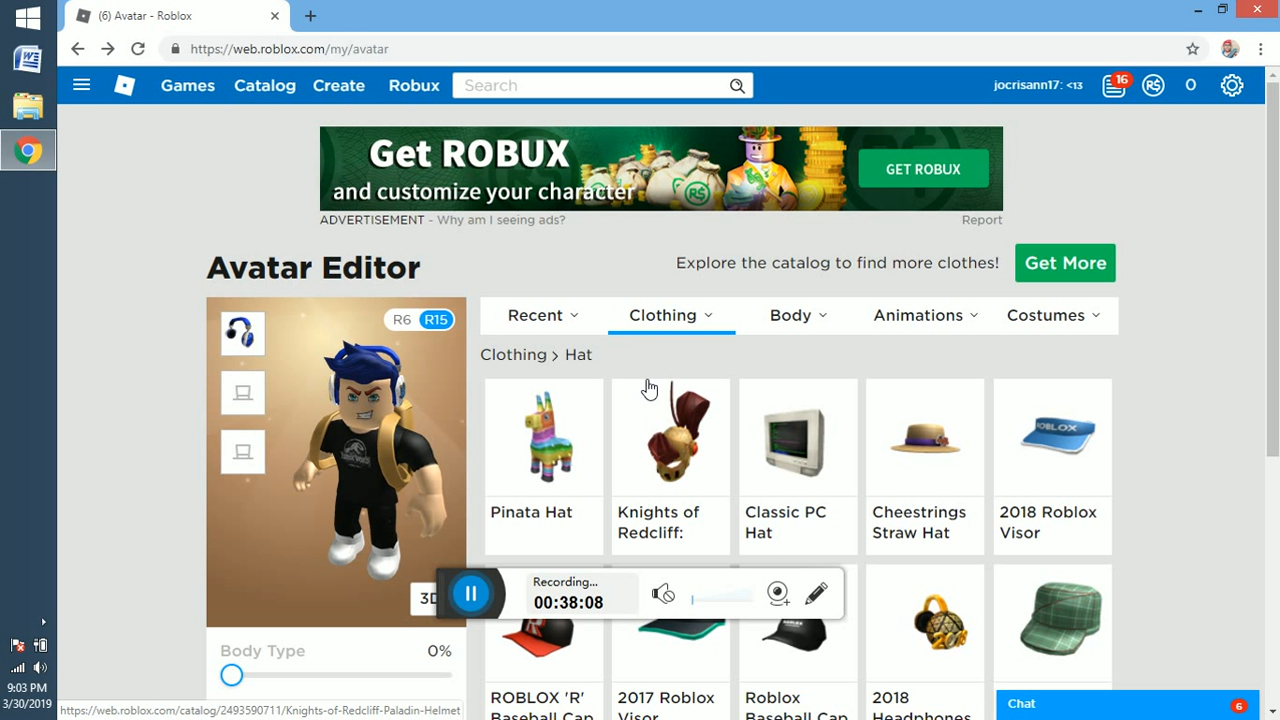 (6) Avatar - Roblox
https://web.roblox.com/my/avatar
Games Catalog Create Robux Search jocrisann17: <13 16 R$ 0
Get ROBUX
and customize your character
GET ROBUX
ADVERTISEMENT - Why am I seeing ads? Report
Avatar Editor
Explore the catalog to find more clothes! Get More
R6 R15
Recent Clothing Body Animations Costumes
Clothing > Hat
JURASSIC WORLD
ROBLOX
Pinata Hat
Knights of Redcliff:
Classic PC Hat
Cheestrings Straw Hat
2018 Roblox Visor
3D
Recording...
00:38:08
Body Type 0%
ROBLOX 'R' Baseball Cap
2017 Roblox Visor
Roblox Baseball Cap
2018 Headphones
Chat 6
9:03 PM
3/30/2019
https://web.roblox.com/catalog/2493590711/Knights-of-Redcliff-Paladin-Helmet